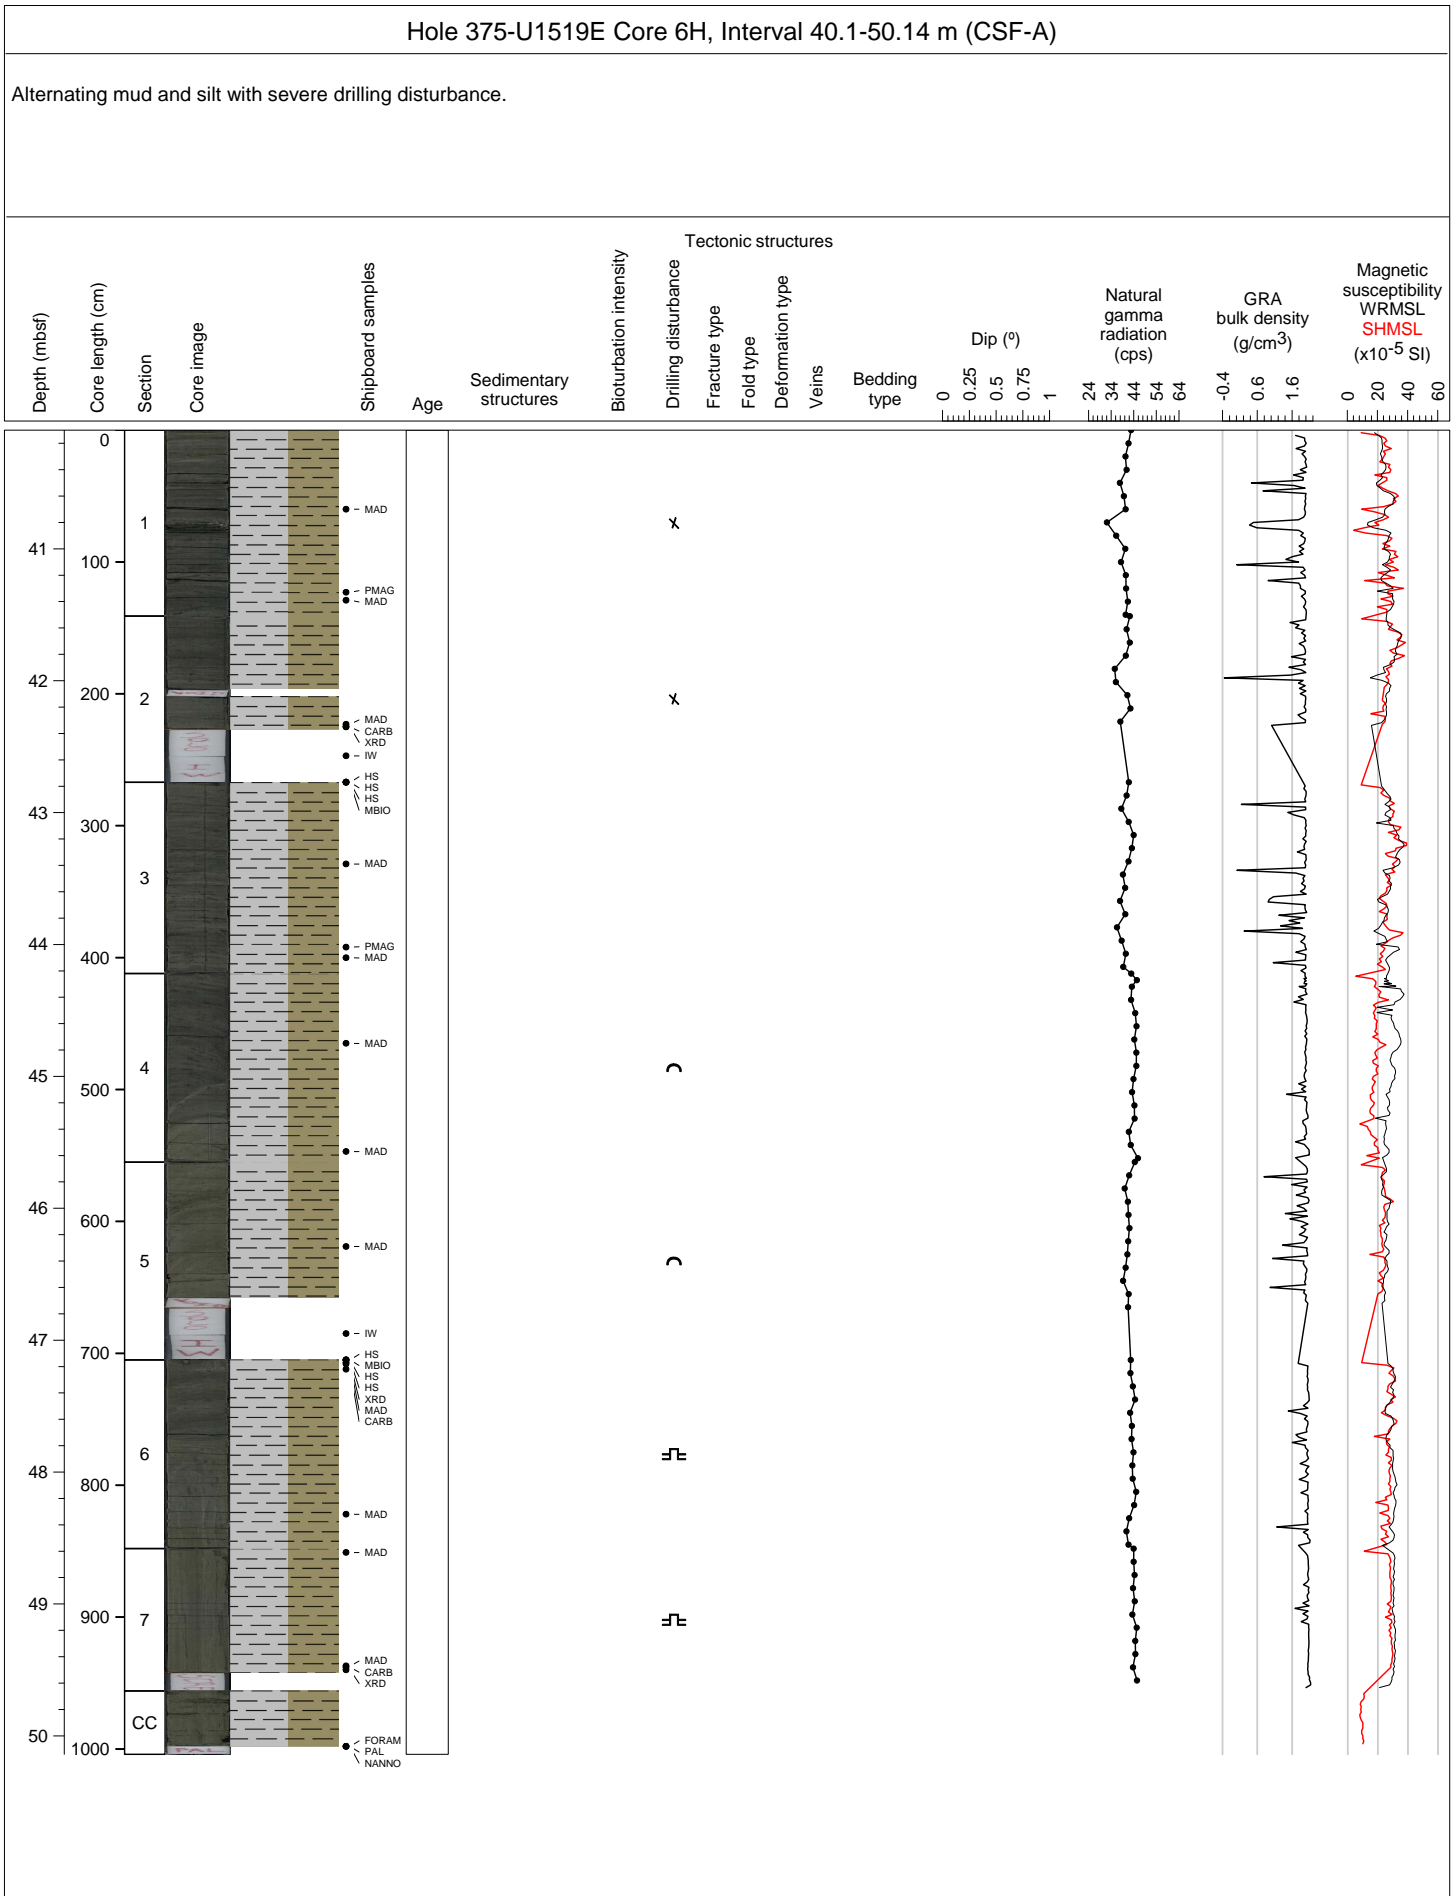 Hole 375-U1519E Core 6H, Interval 40.1-50.14 m (CSF-A)
Alternating mud and silt with severe drilling disturbance.
Depth (mbsf)
Core length (cm)
Section
Core image
Shipboard samples
Age
Sedimentary
structures
Bioturbation intensity
Drilling disturbance
Tectonic structures
Fracture type
Fold type
Deformation type
Veins
Bedding
type
Dip (º)
0 0.25 0.5 0.75 1
Natural
gamma
radiation
(cps)
24 34 44 54 64
GRA
bulk density
(g/cm3)
-0.4 0.6 1.6
Magnetic
susceptibility
WRMSL
SHMSL
(x10-5 SI)
0 20 40 60
0
1
MAD
41
100
PMAG
MAD
42
200
2
MAD
CARB
XRD
IW
HS
HS
HS
MBIO
43
300
MAD
3
44
PMAG
400
MAD
MAD
4
45
500
MAD
46
600
MAD
5
IW
47
700
HS
MBIO
HS
HS
XRD
MAD
CARB
6
48
800
MAD
MAD
49
900
7
MAD
CARB
XRD
CC
50
1000
FORAM
PAL
NANNO